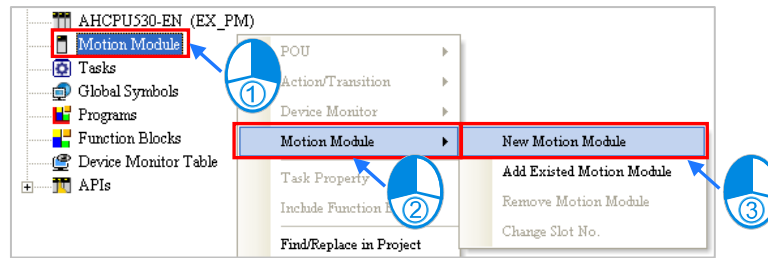 AHCPU530-EN (EX_PM)
Motion Module
Tasks
Global Symbols
Programs
Function Blocks
Device Monitor Table
APIs
POU
Action/Transition
Device Monitor
Motion Module
Task Property
Include Function
Find/Replace in Project
New Motion Module
Add Existed Motion Module
Remove Motion Module
Change Slot No.
①
②
③